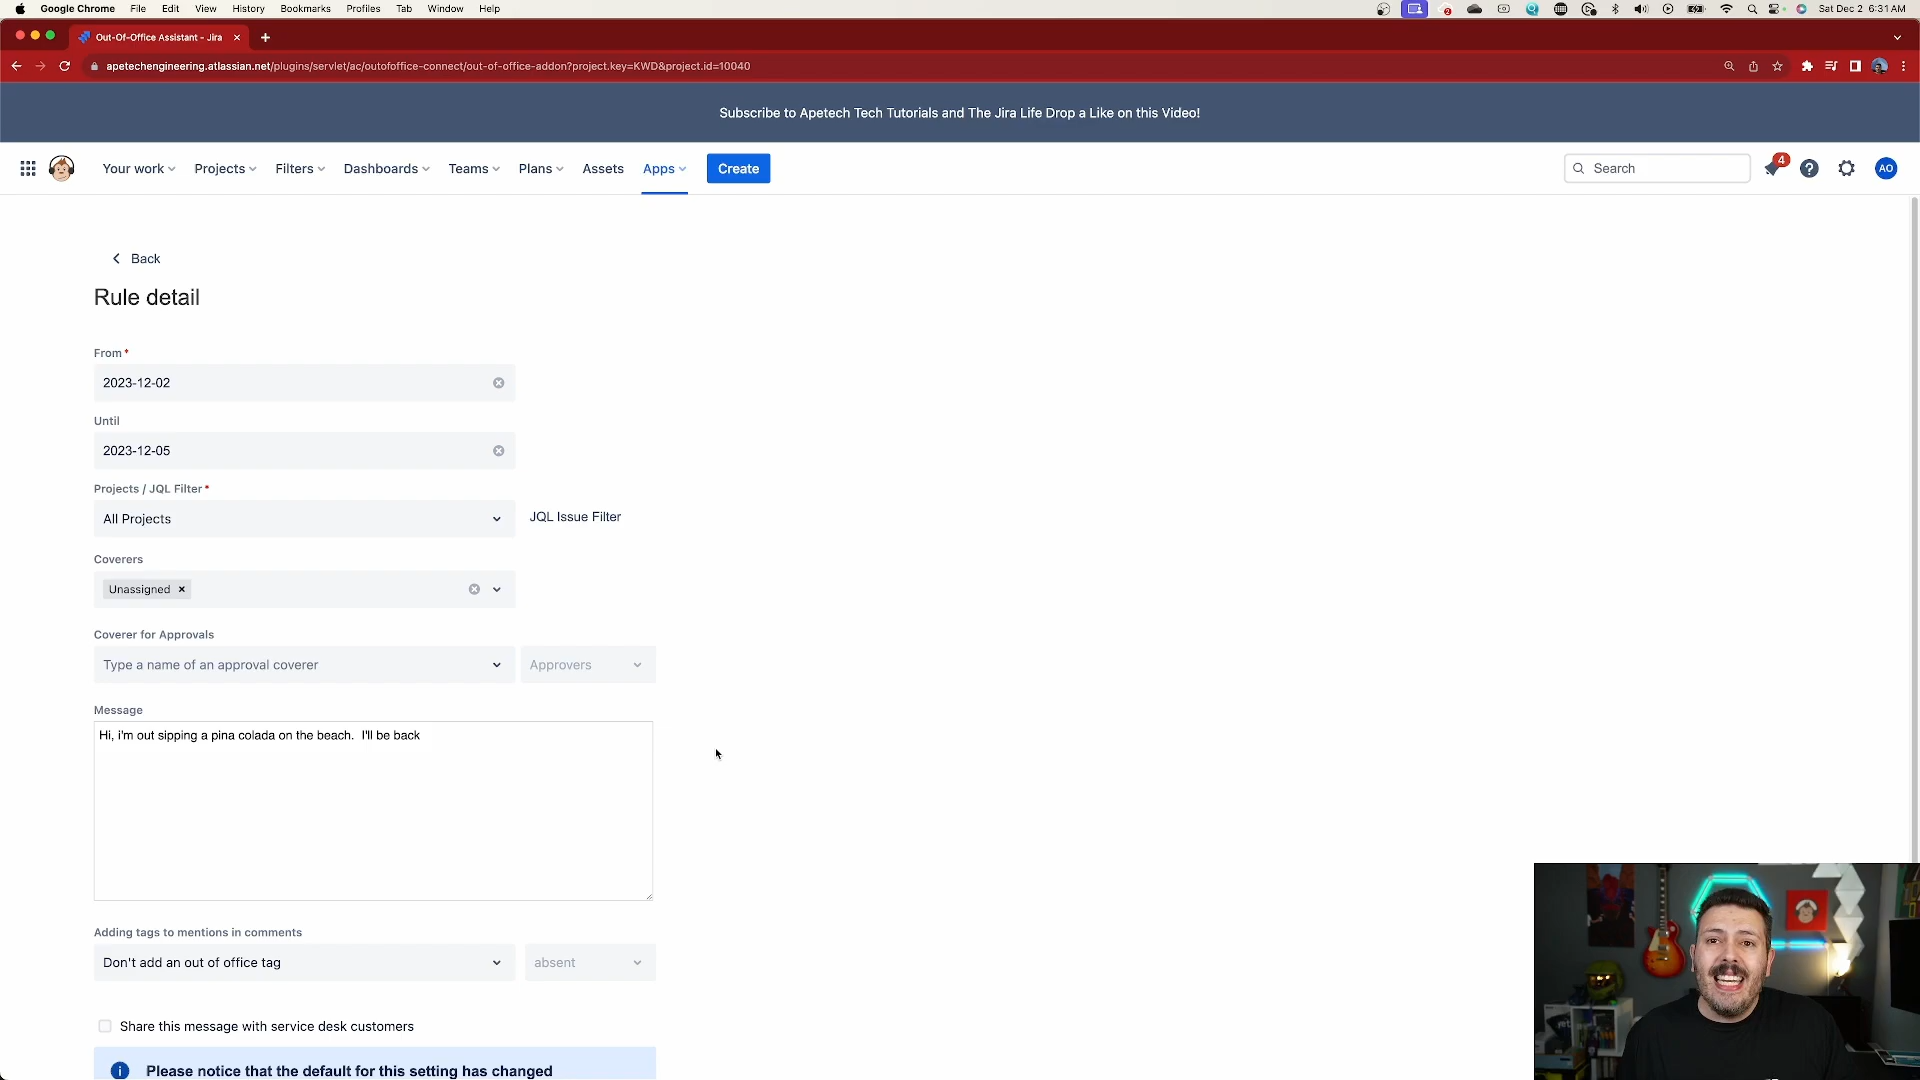 Google Chrome File Edit View History Bookmarks Profiles Tab Window Help
2
Sat Dec 2 6:31 AM
Out-Of-Office Assistant - Jira
apetechengineering.atlassian.net/plugins/servlet/ac/outofoffice-connect/out-of-office-addon?project.key=KWD&project.id=10040
Subscribe to Apetech Tech Tutorials and The Jira Life Drop a Like on this Video!
Your work Projects Filters Dashboards Teams Plans Assets Apps Create Search 4 AO
Back
Rule detail
From *
2023-12-02
Until
2023-12-05
Projects / JQL Filter *
All Projects JQL Issue Filter
Coverers
Unassigned
Coverer for Approvals
Type a name of an approval coverer Approvers
Message
Hi, i'm out sipping a pina colada on the beach.  I'll be back
Adding tags to mentions in comments
Don't add an out of office tag absent
Share this message with service desk customers
Please notice that the default for this setting has changed